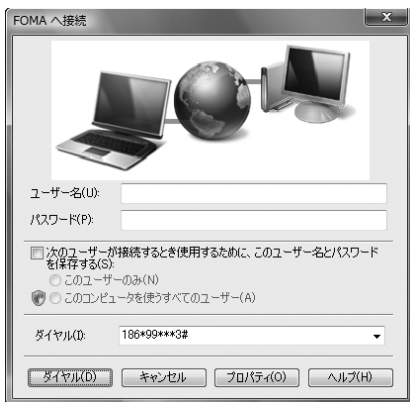 FOMA へ接続
ユーザー名(U):
パスワード(P):
次のユーザーが接続するとき使用するために、このユーザー名とパスワード
を保存する(S):
このユーザーのみ(N)
このコンピュータを使うすべてのユーザー(A)
ダイヤル(I):
186*99***3#
ダイヤル(D)
キャンセル
プロパティ(O)
ヘルプ(H)